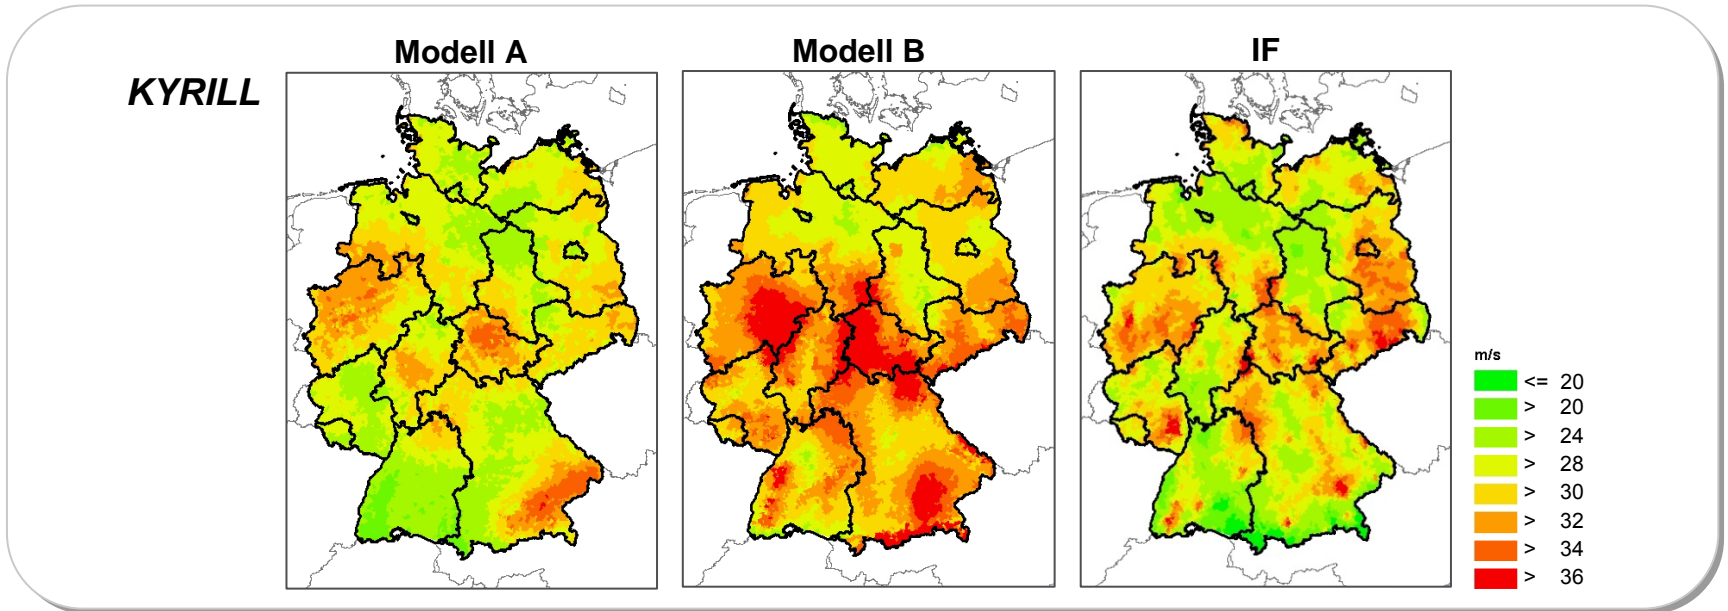 Modell A
Modell B
IF
KYRILL
m/s
<= 20
> 20
> 24
> 28
> 30
> 32
> 34
> 36